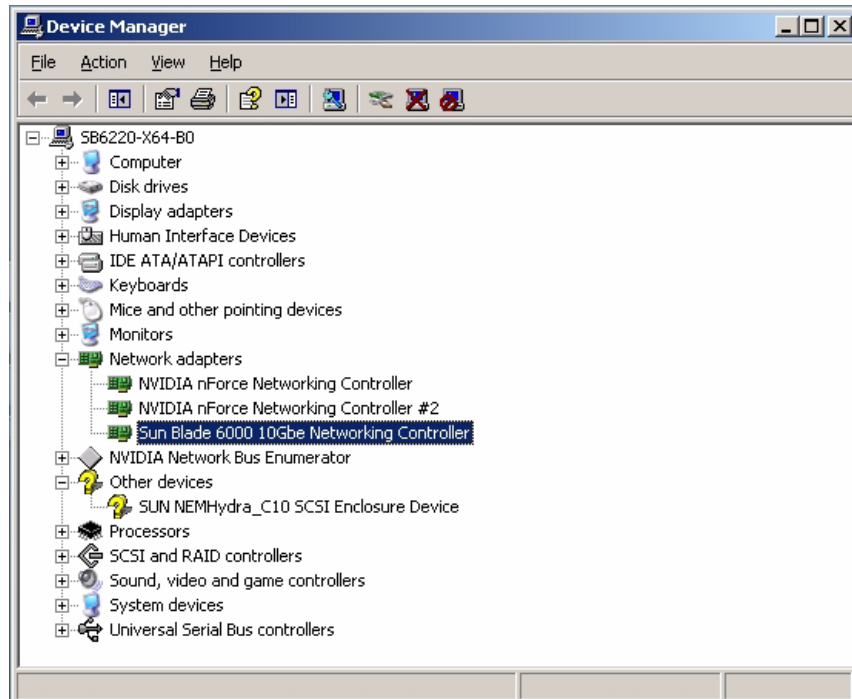 Device Manager
File Action View Help
SB6220-X64-B0
Computer
Disk drives
Display adapters
Human Interface Devices
IDE ATA/ATAPI controllers
Keyboards
Mice and other pointing devices
Monitors
Network adapters
NVIDIA nForce Networking Controller
NVIDIA nForce Networking Controller #2
Sun Blade 6000 10Gbe Networking Controller
NVIDIA Network Bus Enumerator
Other devices
SUN NEMHydra_C10 SCSI Enclosure Device
Processors
SCSI and RAID controllers
Sound, video and game controllers
System devices
Universal Serial Bus controllers